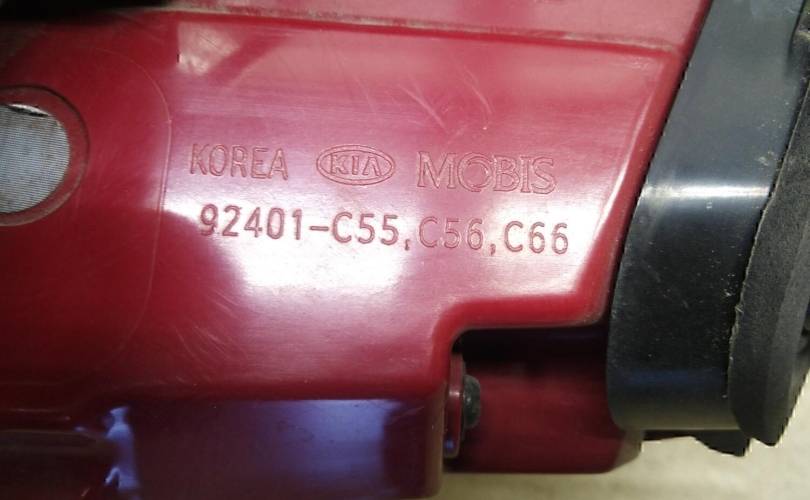 KOREA KIA MOBIS
92401-C55, C56, C66